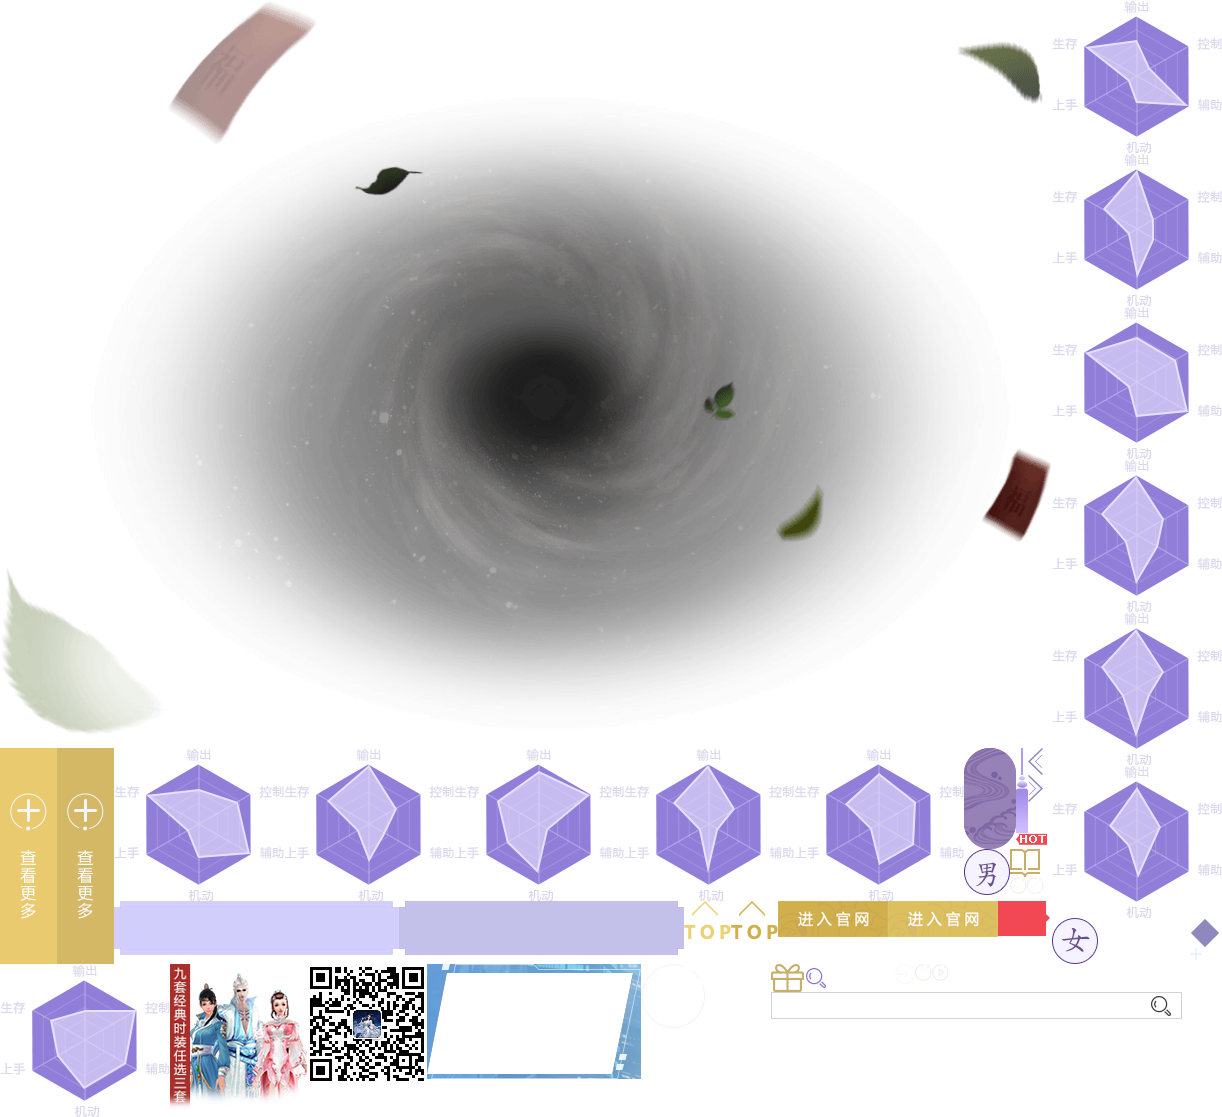 福
输出
生存
控制
上手
辅助
机动
输出
生存
控制
上手
辅助
机动
输出
生存
控制
上手
辅助
机动
福
输出
生存
控制
上手
辅助
机动
输出
生存
控制
上手
辅助
机动
输出
生存
控制
上手
辅助
机动
查看更多
查看更多
输出
生存
控制
上手
辅助
机动
输出
生存
控制
上手
辅助
机动
输出
生存
控制
上手
辅助
机动
输出
生存
控制
上手
辅助
机动
输出
生存
控制
上手
辅助
机动
HOT
男
TOP
TOP
进入官网
进入官网
女
输出
生存
控制
上手
辅助
机动
九套经典时装任选三套